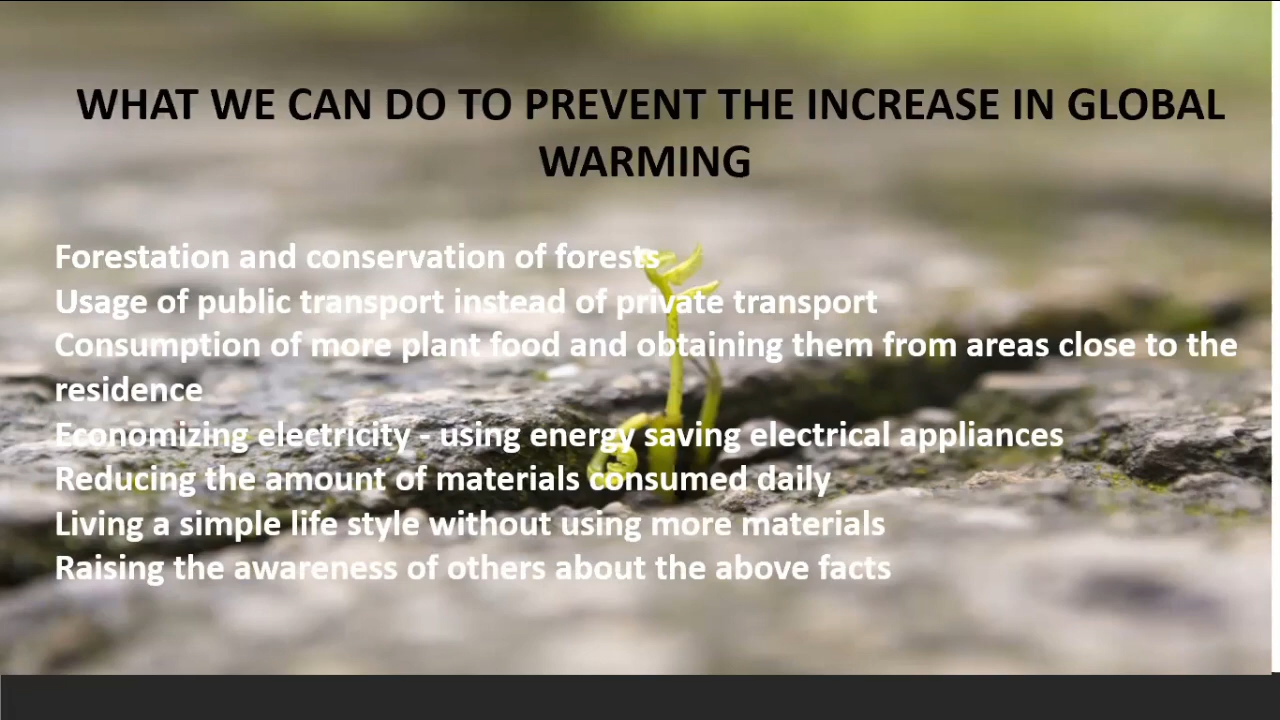 WHAT WE CAN DO TO PREVENT THE INCREASE IN GLOBAL
WARMING
Forestation and conservation of forests
Usage of public transport instead of private transport
Consumption of more plant food and obtaining them from areas close to the
residence
Economizing electricity - using energy saving electrical appliances
Reducing the amount of materials consumed daily
Living a simple life style without using more materials
Raising the awareness of others about the above facts